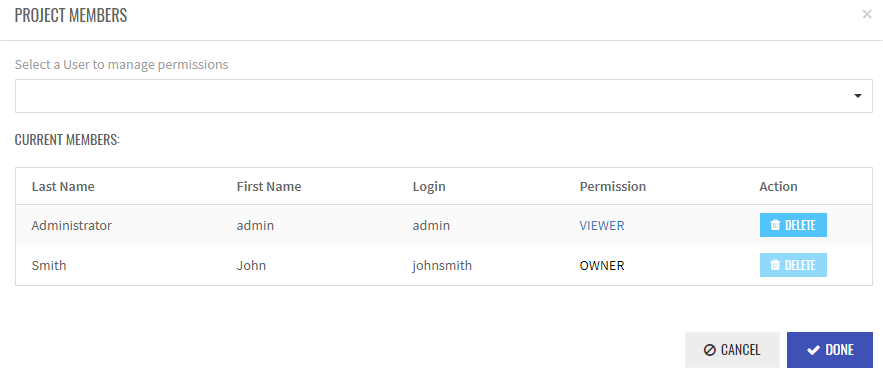 PROJECT MEMBERS ×
Select a User to manage permissions
CURRENT MEMBERS:
Last Name First Name Login Permission Action
Administrator admin admin VIEWER DELETE
Smith John johnsmith OWNER DELETE
CANCEL DONE